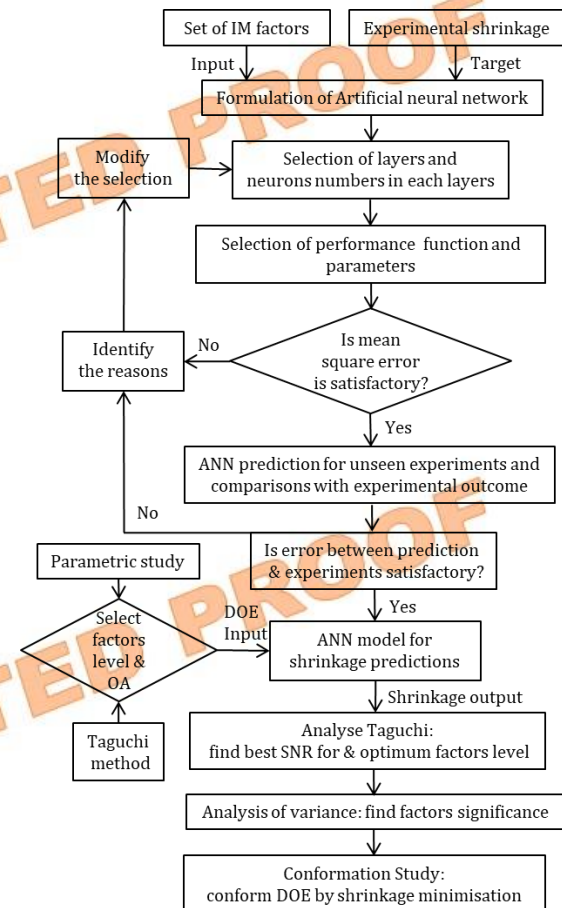 Set of IM factors
Experimental shrinkage
Input
Target
Formulation of Artificial neural network
Modify
the selection
Selection of layers and
neurons numbers in each layers
Selection of performance function and
parameters
Identify
the reasons
No
Is mean
square error
is satisfactory?
Yes
ANN prediction for unseen experiments and
comparisons with experimental outcome
No
Is error between prediction
& experiments satisfactory?
Parametric study
Yes
Select
factors
level &
OA
DOE
Input
ANN model for
shrinkage predictions
Shrinkage output
Taguchi
method
Analyse Taguchi:
find best SNR for & optimum factors level
Analysis of variance: find factors significance
Conformation Study:
conform DOE by shrinkage minimisation
TED PROOF
TED PROOF